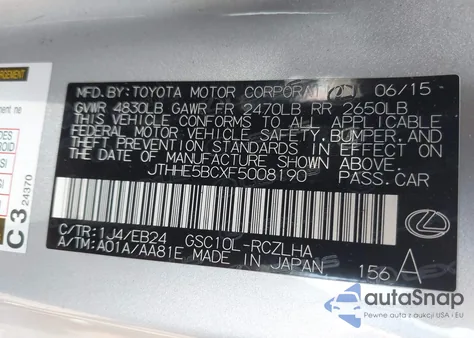 MFD. BY: TOYOTA MOTOR CORPORATION 06/15
GVWR 4830LB GAWR FR 2470LB RR 2650LB
THIS VEHICLE CONFORMS TO ALL APPLICABLE
FEDERAL MOTOR VEHICLE SAFETY, BUMPER, AND
THEFT PREVENTION STANDARDS IN EFFECT ON
THE DATE OF MANUFACTURE SHOWN ABOVE.
JTHHE5BCXF5008190 PASS.CAR
C/TR: 1J4/EB24 GSC10L-RCZLHA
A/TM: A01A/AA81E MADE IN JAPAN 156 A
C3
24370
autoSnap
Pewne auta z USA i EU